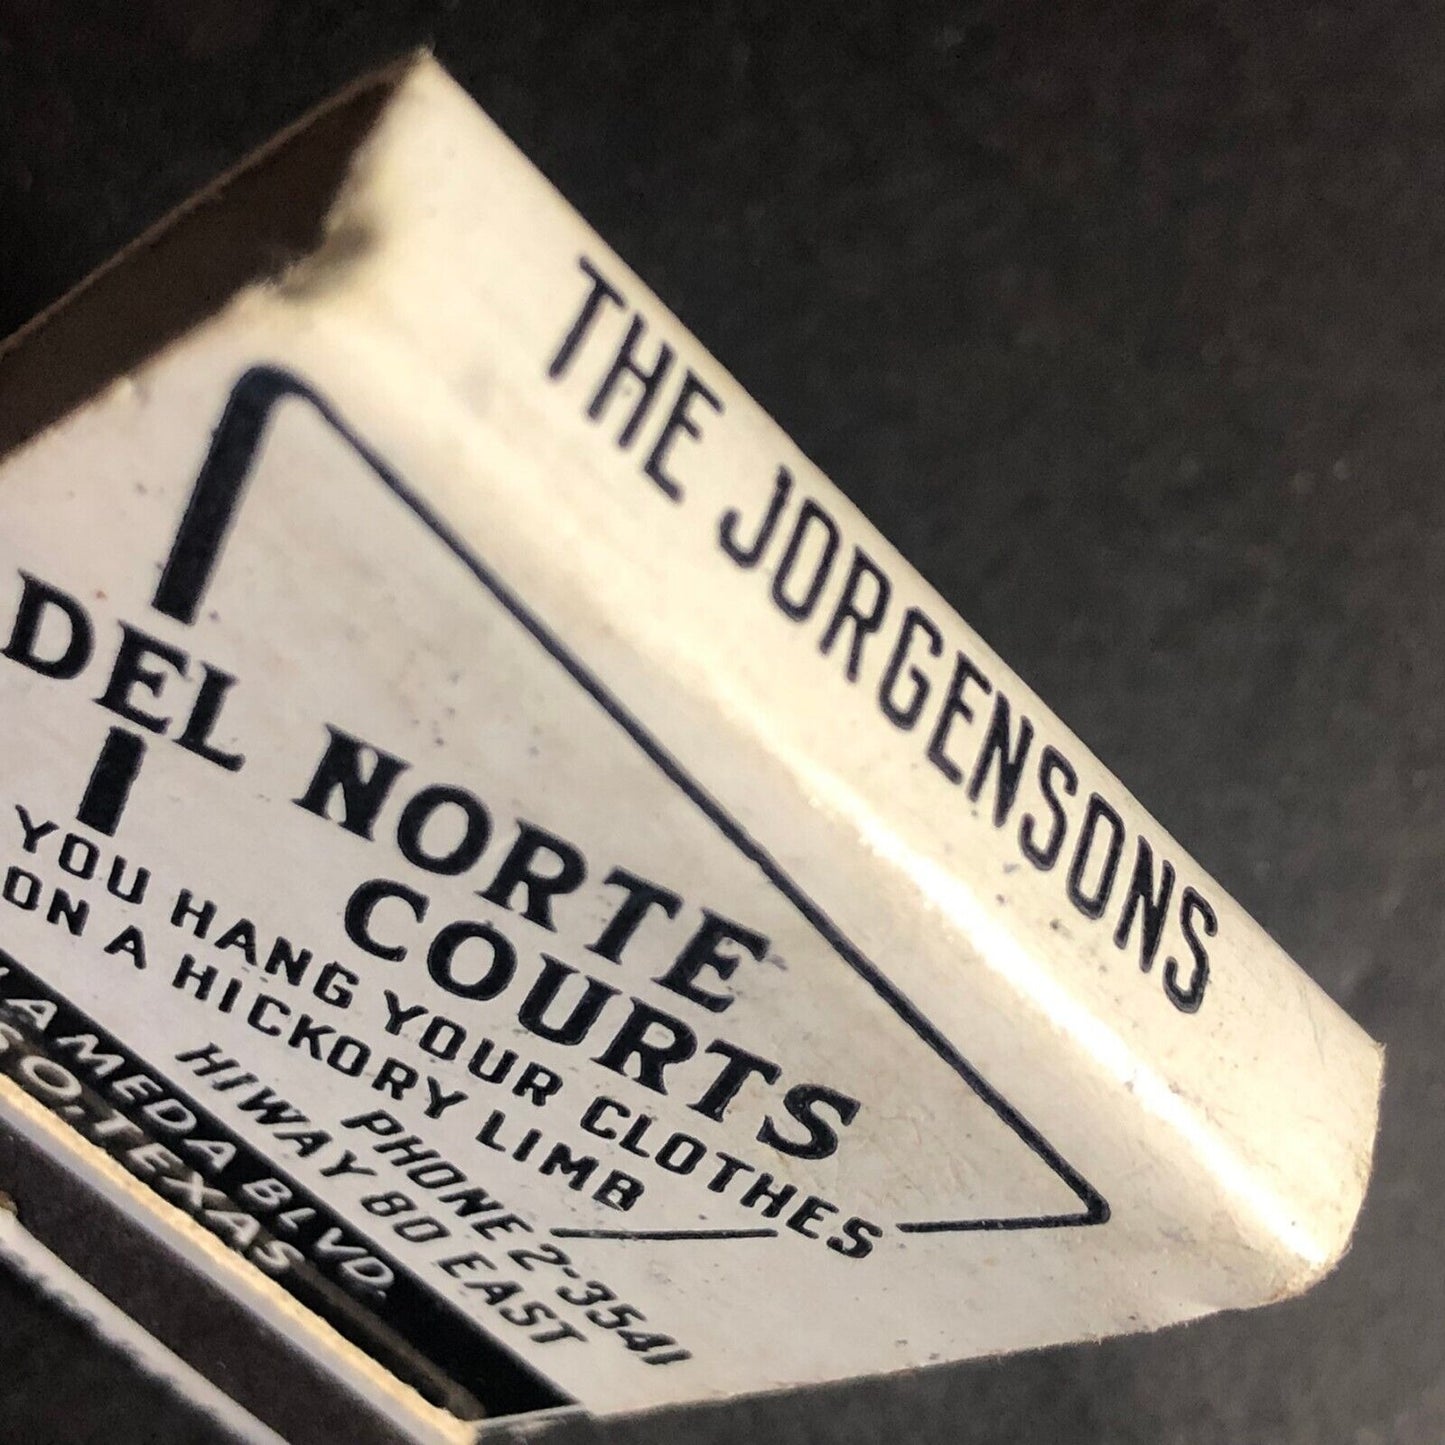 THE JORGENSONS
DEL NORTE
COURTS
YOU HANG YOUR CLOTHES
ON A HICKORY LIMB
PHONE 2-3541
HIWAY 80 EAST
BLVD.
TEXAS